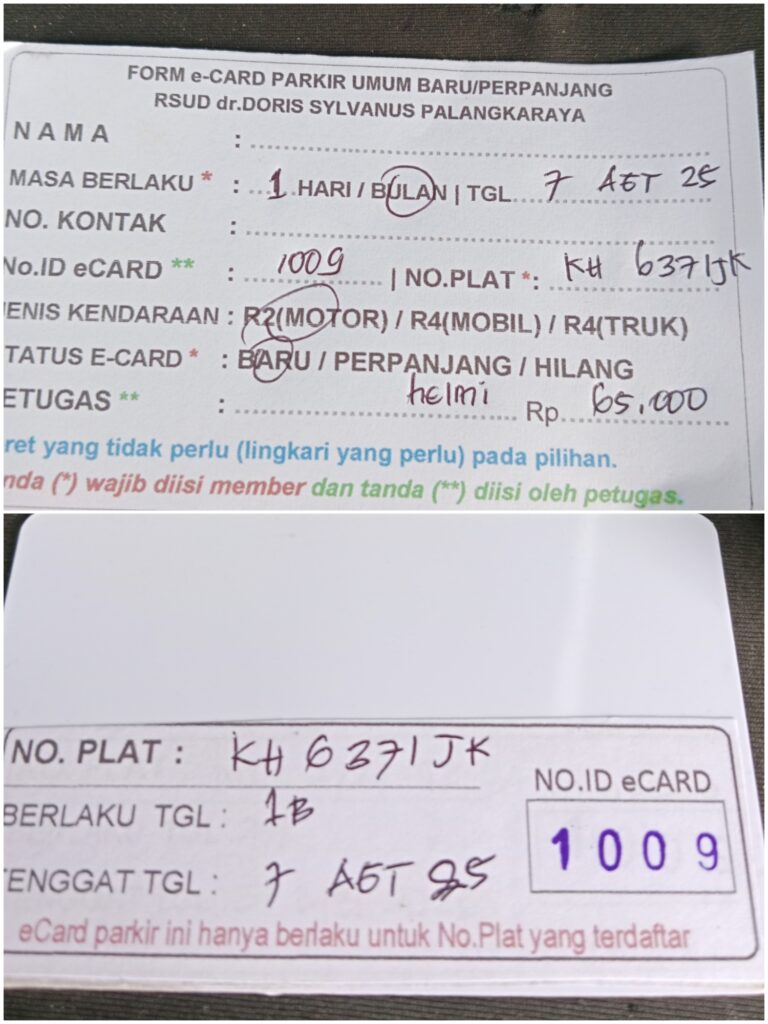 FORM e-CARD PARKIR UMUM BARU/PERPANJANG
RSUD dr.DORIS SYLVANUS PALANGKARAYA
NAMA :
MASA BERLAKU * : 1 HARI / BULAN | TGL 7 AGT 25
NO. KONTAK :
No.ID eCARD ** : 1009 | NO.PLAT *: KH 6371JK
ENIS KENDARAAN : R2(MOTOR) / R4(MOBIL) / R4(TRUK)
TATUS E-CARD * : BARU / PERPANJANG / HILANG
ETUGAS ** : helmi Rp 65.000
ret yang tidak perlu (lingkari yang perlu) pada pilihan.
nda (*) wajib diisi member dan tanda (**) diisi oleh petugas.
NO. PLAT : KH 6371JK
NO.ID eCARD
BERLAKU TGL : 1B
1009
ENGGAT TGL : 7 AGT 25
eCard parkir ini hanya berlaku untuk No.Plat yang terdaftar